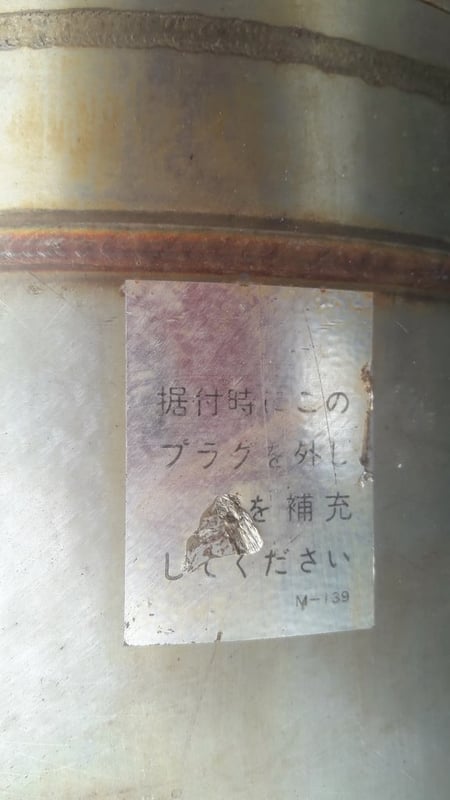 据付時にこの
プラグを外し
を補充
してください
M-139